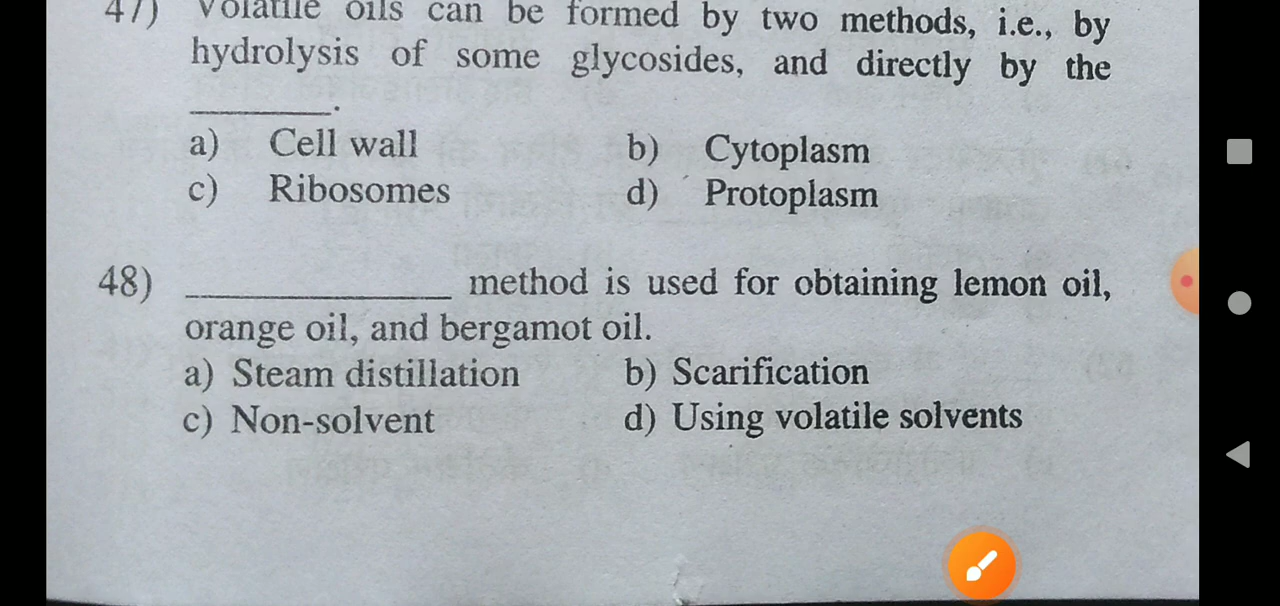 47) Volatile oils can be formed by two methods, i.e., by
hydrolysis of some glycosides, and directly by the
________.
a) Cell wall b) Cytoplasm
c) Ribosomes d) Protoplasm
48) ______________ method is used for obtaining lemon oil,
orange oil, and bergamot oil.
a) Steam distillation b) Scarification
c) Non-solvent d) Using volatile solvents